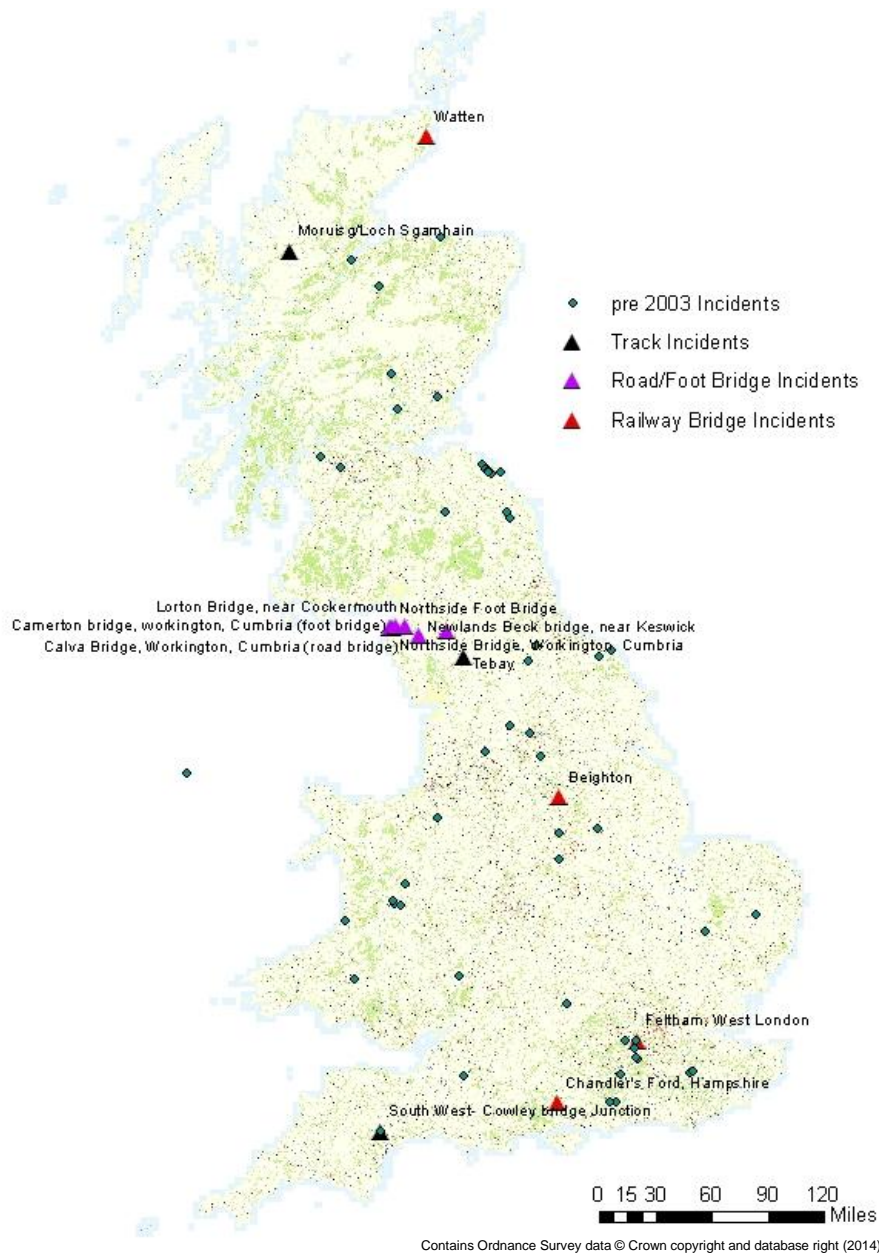 Watten
Moruisg/Loch Sgamhain
pre 2003 Incidents
Track Incidents
Road/Foot Bridge Incidents
Railway Bridge Incidents
Lorton Bridge, near Cockermouth
Northside Foot Bridge
Camerton bridge, workington, Cumbria (foot bridge)
Newlands Beck bridge, near Keswick
Calva Bridge, Workington, Cumbria (road bridge)
Northside Bridge, Workington, Cumbria
Tebay
Beighton
Feltham, West London
Chandler's Ford, Hampshire
South West- Cowley bridge Junction
0 15 30 60 90 120
Miles
Contains Ordnance Survey data © Crown copyright and database right (2014)